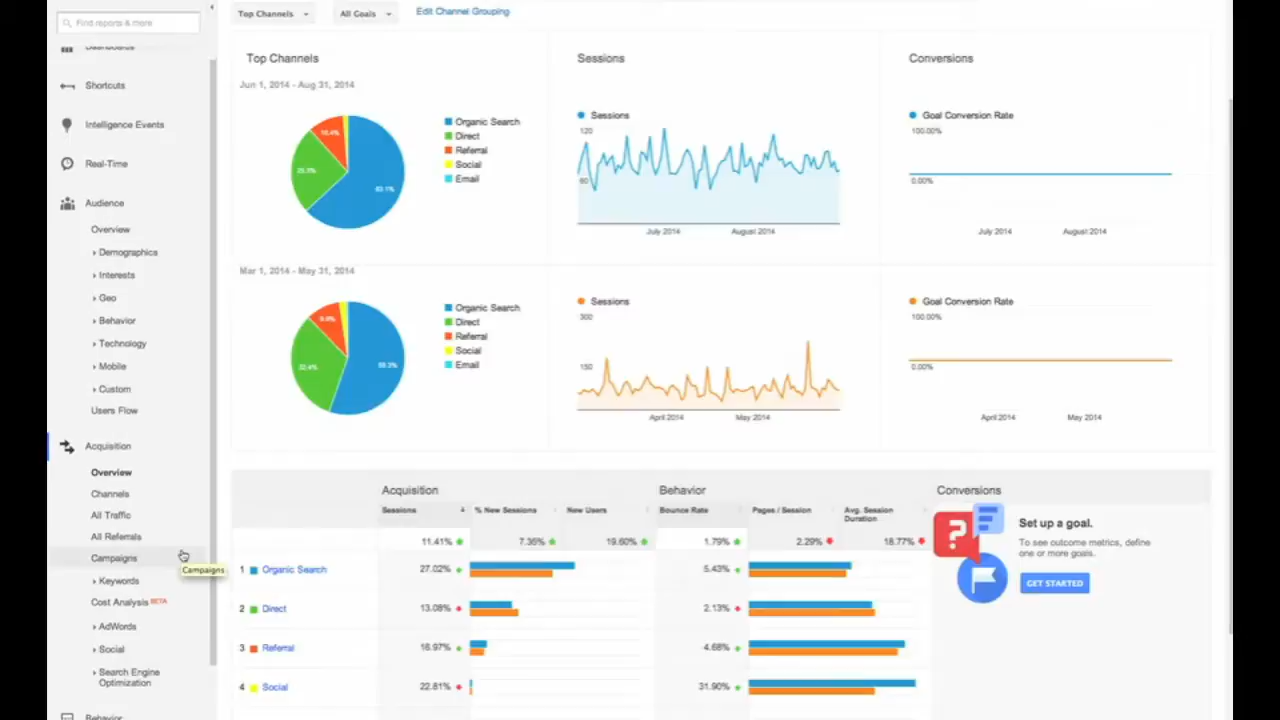 Find reports & more
Top Channels
All Goals
Edit Channel Grouping
Dashboards
Shortcuts
Intelligence Events
Real-Time
Audience
Overview
Demographics
Interests
Geo
Behavior
Technology
Mobile
Custom
Users Flow
Acquisition
Overview
Channels
All Traffic
All Referrals
Campaigns
Campaigns
Keywords
Cost Analysis BETA
AdWords
Social
Search Engine
Optimization
Behavior
Top Channels
Jun 1, 2014 - Aug 31, 2014
Organic Search
Direct
Referral
Social
Email
Sessions
Sessions
120
60
July 2014
August 2014
Conversions
Goal Conversion Rate
100.00%
0.00%
July 2014
August 2014
Mar 1, 2014 - May 31, 2014
Organic Search
Direct
Referral
Social
Email
Sessions
300
150
April 2014
May 2014
Goal Conversion Rate
100.00%
0.00%
April 2014
May 2014
Acquisition
Behavior
Conversions
Sessions
% New Sessions
New Users
Bounce Rate
Pages / Session
Avg. Session
Duration
11.41%
7.35%
19.60%
1.79%
2.29%
18.77%
1 Organic Search
27.02%
5.43%
2 Direct
13.08%
2.13%
3 Referral
16.97%
4.68%
4 Social
22.81%
31.90%
Set up a goal.
To see outcome metrics, define
one or more goals.
GET STARTED